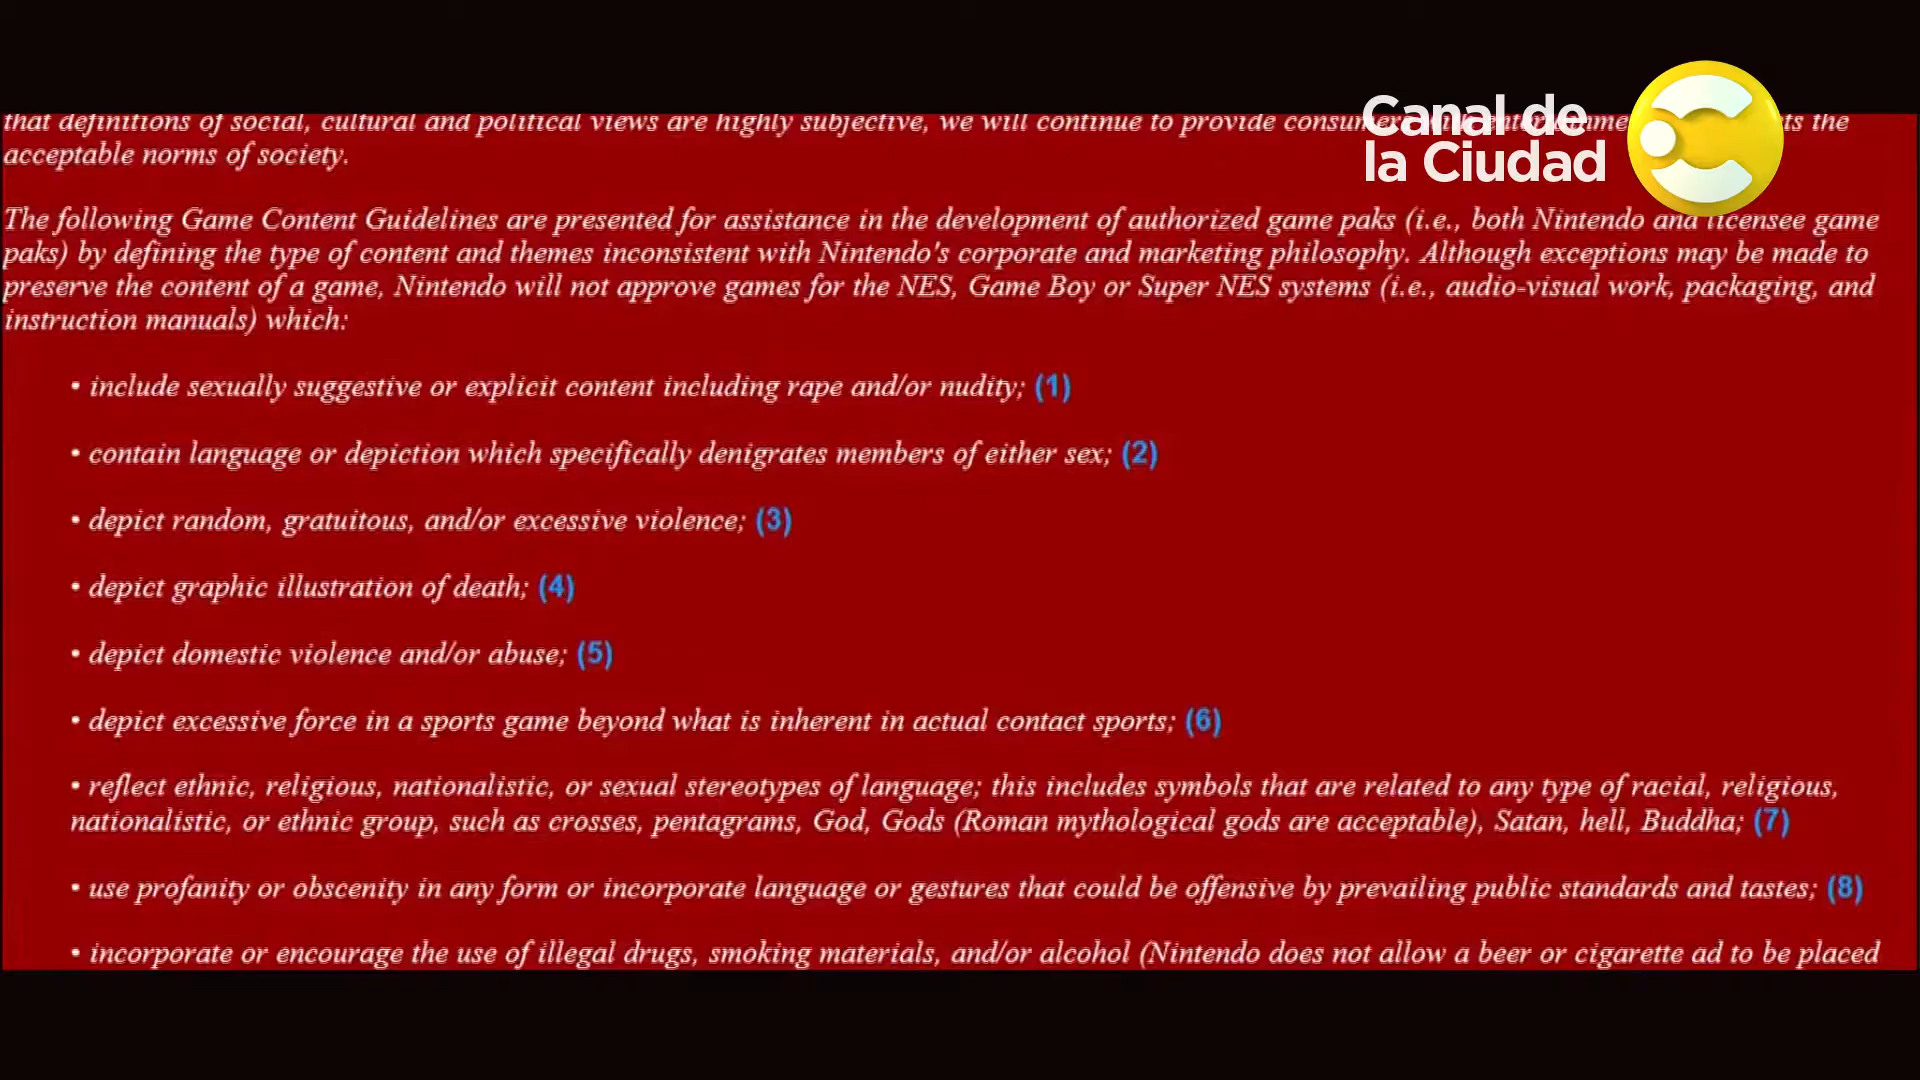 that definitions of social, cultural and political views are highly subjective, we will continue to provide consumers with entertainme ts the
acceptable norms of society.
Canal de
la Ciudad
The following Game Content Guidelines are presented for assistance in the development of authorized game paks (i.e., both Nintendo and licensee game
paks) by defining the type of content and themes inconsistent with Nintendo's corporate and marketing philosophy. Although exceptions may be made to
preserve the content of a game, Nintendo will not approve games for the NES, Game Boy or Super NES systems (i.e., audio-visual work, packaging, and
instruction manuals) which:
• include sexually suggestive or explicit content including rape and/or nudity; (1)
• contain language or depiction which specifically denigrates members of either sex; (2)
• depict random, gratuitous, and/or excessive violence; (3)
• depict graphic illustration of death; (4)
• depict domestic violence and/or abuse; (5)
• depict excessive force in a sports game beyond what is inherent in actual contact sports; (6)
• reflect ethnic, religious, nationalistic, or sexual stereotypes of language; this includes symbols that are related to any type of racial, religious,
nationalistic, or ethnic group, such as crosses, pentagrams, God, Gods (Roman mythological gods are acceptable), Satan, hell, Buddha; (7)
• use profanity or obscenity in any form or incorporate language or gestures that could be offensive by prevailing public standards and tastes; (8)
• incorporate or encourage the use of illegal drugs, smoking materials, and/or alcohol (Nintendo does not allow a beer or cigarette ad to be placed